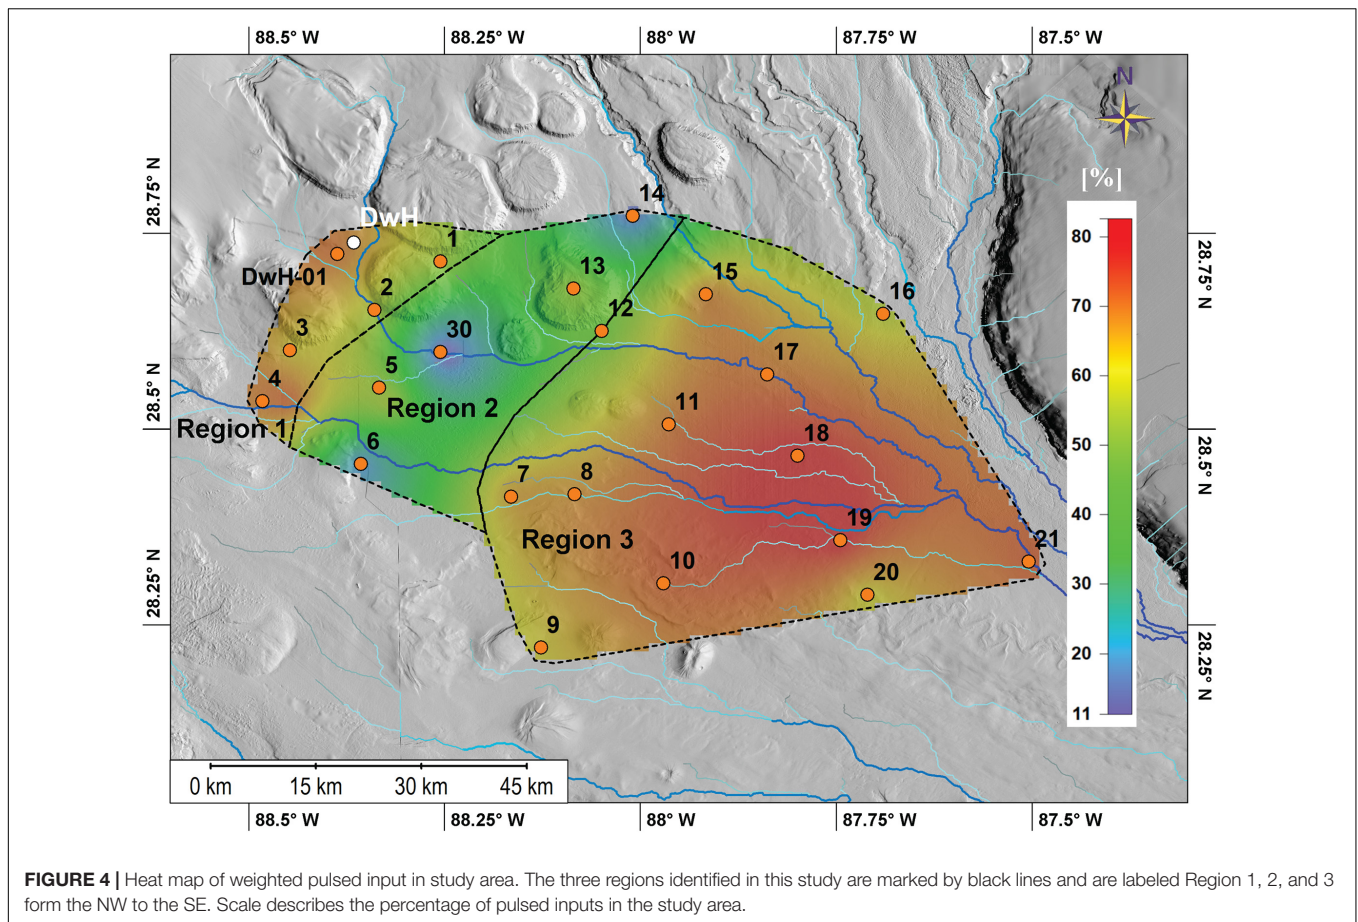 88.5° W 88.25° W 88° W 87.75° W 87.5° W
N
[%]
80
70
60
50
40
30
20
11
28.75° N
28.5° N
28.25° N
28.75° N
28.5° N
28.25° N
14
DwH
1
DwH-01
13
15
2
16
12
3
30
17
5
4
Region 2
11
Region 1
6
18
7
8
19
Region 3
21
10
20
9
0 km 15 km 30 km 45 km
88.5° W 88.25° W 88° W 87.75° W 87.5° W
FIGURE 4 | Heat map of weighted pulsed input in study area. The three regions identified in this study are marked by black lines and are labeled Region 1, 2, and 3
form the NW to the SE. Scale describes the percentage of pulsed inputs in the study area.